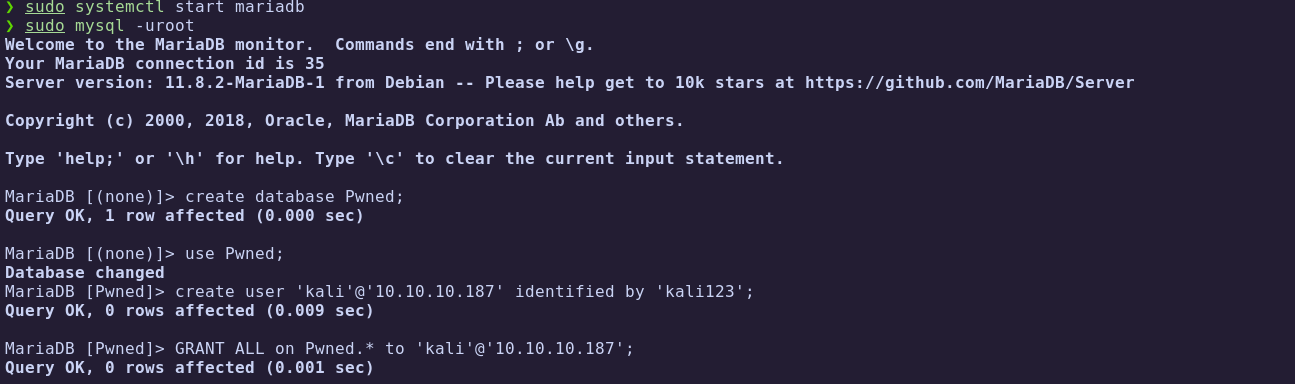 ❯ sudo systemctl start mariadb
❯ sudo mysql -uroot
Welcome to the MariaDB monitor.  Commands end with ; or \g.
Your MariaDB connection id is 35
Server version: 11.8.2-MariaDB-1 from Debian -- Please help get to 10k stars at https://github.com/MariaDB/Server
Copyright (c) 2000, 2018, Oracle, MariaDB Corporation Ab and others.
Type 'help;' or '\h' for help. Type '\c' to clear the current input statement.
MariaDB [(none)]> create database Pwned;
Query OK, 1 row affected (0.000 sec)
MariaDB [(none)]> use Pwned;
Database changed
MariaDB [Pwned]> create user 'kali'@'10.10.10.187' identified by 'kali123';
Query OK, 0 rows affected (0.009 sec)
MariaDB [Pwned]> GRANT ALL on Pwned.* to 'kali'@'10.10.10.187';
Query OK, 0 rows affected (0.001 sec)